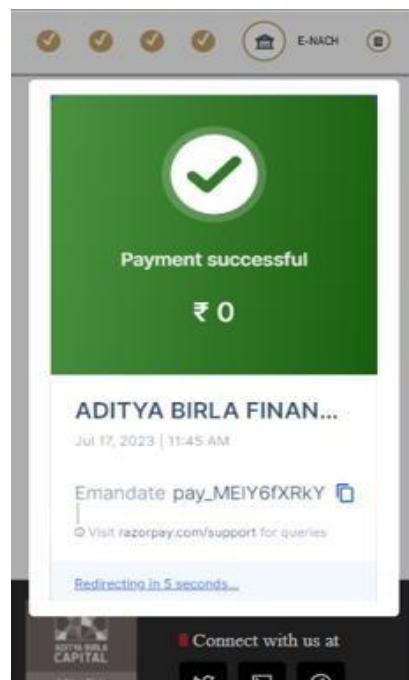 E-NACH
Payment successful
₹ 0
ADITYA BIRLA FINAN...
Jul 17, 2023 | 11:45 AM
Emandate pay_MEIY6fXRkY
Visit razorpay.com/support for queries
Redirecting in 5 seconds...
ADITYA BIRLA
CAPITAL
Connect with us at